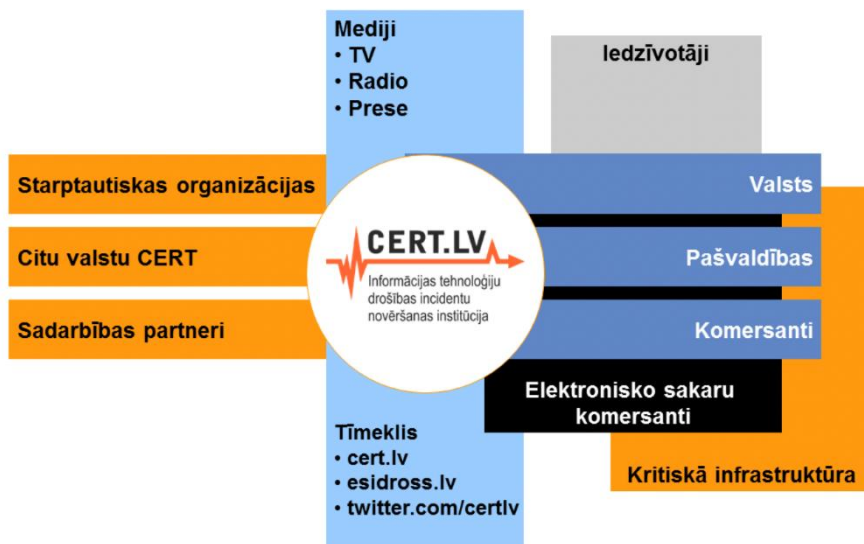 Mediji
• TV
• Radio
• Prese
Iedzīvotāji
Starptautiskas organizācijas
Citu valstu CERT
Sadarbības partneri
CERT.LV
Informācijas tehnoloģiju
drošības incidentu
novēršanas institūcija
Valsts
Pašvaldības
Komersanti
Elektronisko sakaru
komersanti
Kritiskā infrastruktūra
Tīmeklis
• cert.lv
• esidross.lv
• twitter.com/certlv